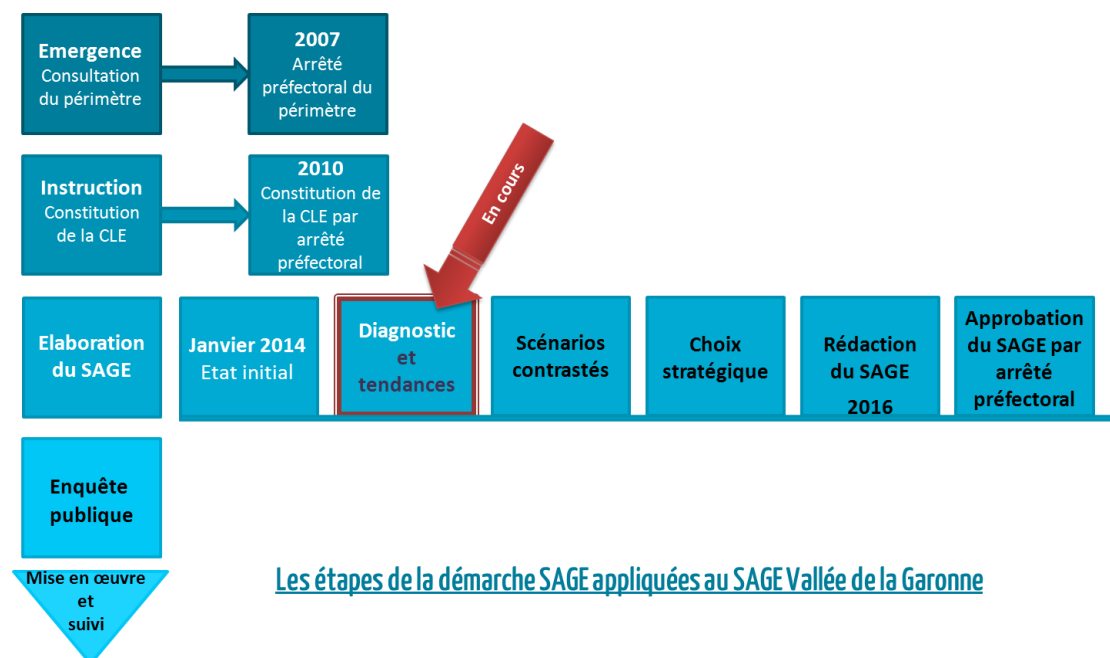 Emergence
Consultation
du périmètre
2007
Arrêté
préfectoral du
périmètre
Instruction
Constitution
de la CLE
2010
Constitution de
la CLE par
arrêté
préfectoral
En cours
Elaboration
du SAGE
Janvier 2014
Etat initial
Diagnostic
et
tendances
Scénarios
contrastés
Choix
stratégique
Rédaction
du SAGE
2016
Approbation
du SAGE par
arrêté
préfectoral
Enquête
publique
Mise en œuvre
et
suivi
Les étapes de la démarche SAGE appliquées au SAGE Vallée de la Garonne